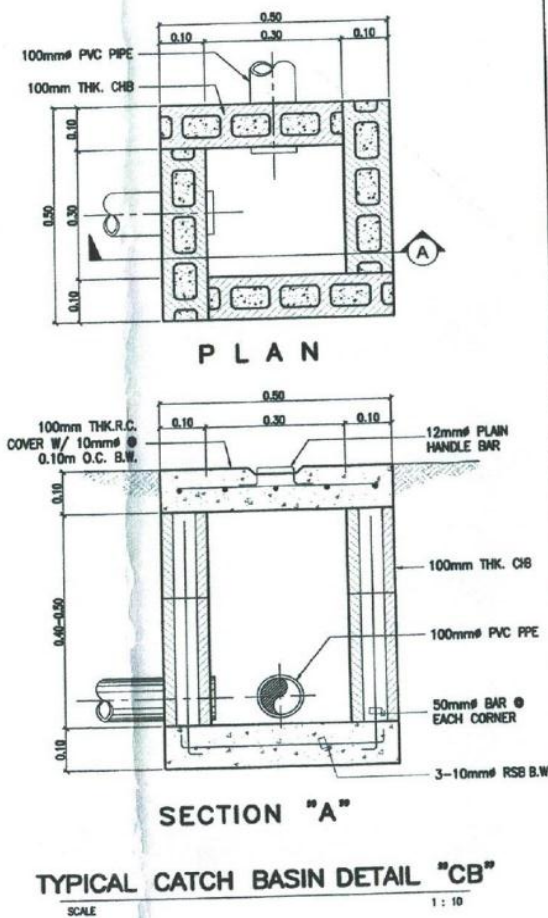 0.50
0.10
0.30
0.10
100mmø PVC PIPE
100mm THK. CHB
0.10
0.50
0.30
0.10
A
PLAN
0.50
0.10
0.30
0.10
100mm THK.R.C.
COVER W/ 10mmø @
0.10m O.C. B.W.
12mmø PLAIN
HANDLE BAR
0.10
100mm THK. CHB
0.40-0.50
100mmø PVC PPE
50mmø BAR @
EACH CORNER
0.10
3-10mmø RSB B.W
SECTION "A"
TYPICAL CATCH BASIN DETAIL "CB"
SCALE
1 : 10